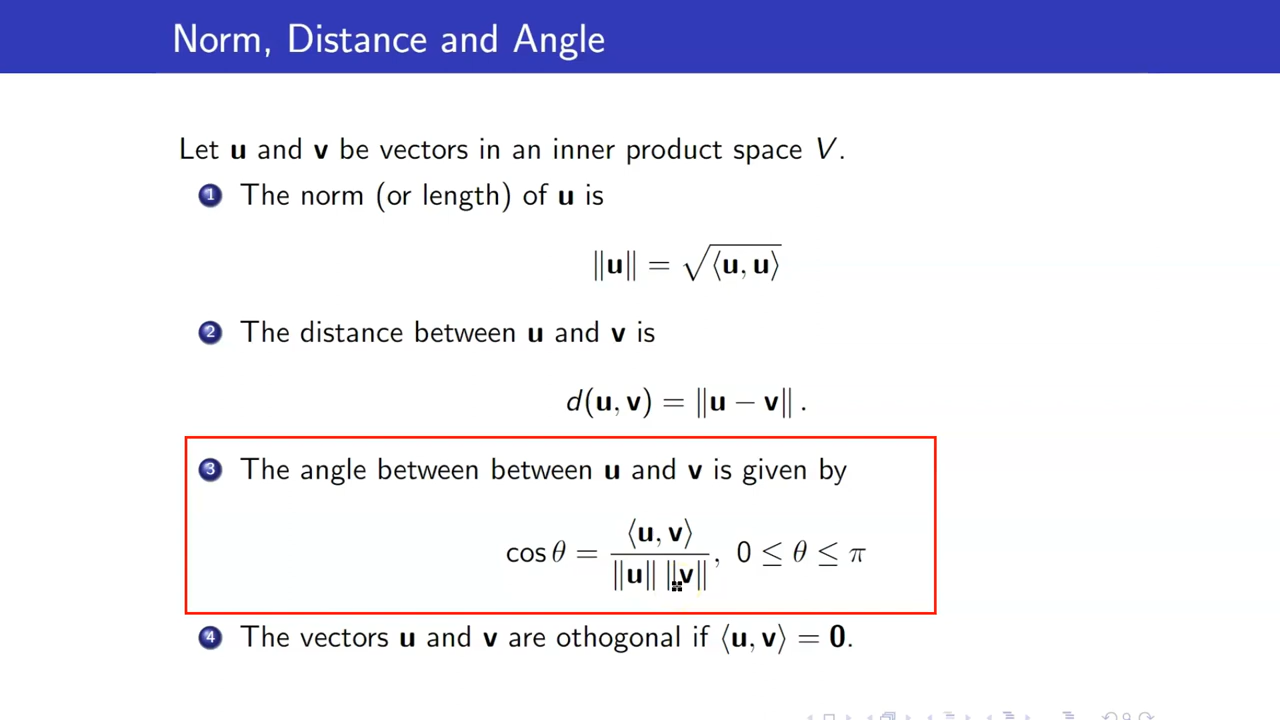 Norm, Distance and Angle
Let u and v be vectors in an inner product space V.
1 The norm (or length) of u is
‖u‖ = √⟨u, u⟩
2 The distance between u and v is
d(u, v) = ‖u − v‖ .
3 The angle between between u and v is given by
cos θ = ⟨u, v⟩ / ‖u‖ ‖v‖ , 0 ≤ θ ≤ π
4 The vectors u and v are othogonal if ⟨u, v⟩ = 0.